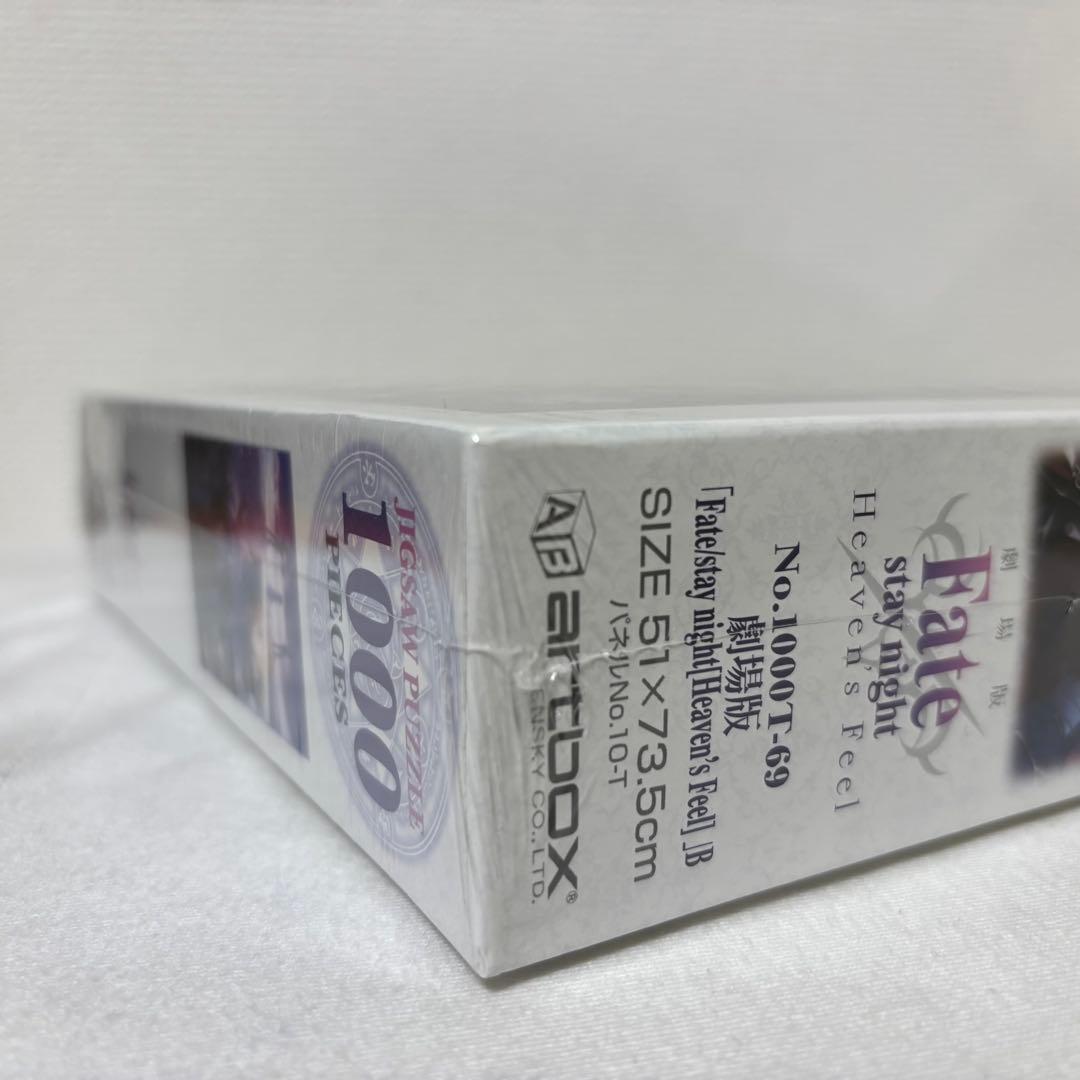 JIGSAW PUZZLE
1000
PIECES
劇場版
Fate
stay night
Heaven's Feel
No.1000T-69
劇場版
「Fate/stay night[Heaven's Feel]」B
SIZE 51×73.5cm
パネルNo.10-T
artbox®
ENSKY CO.,LTD.